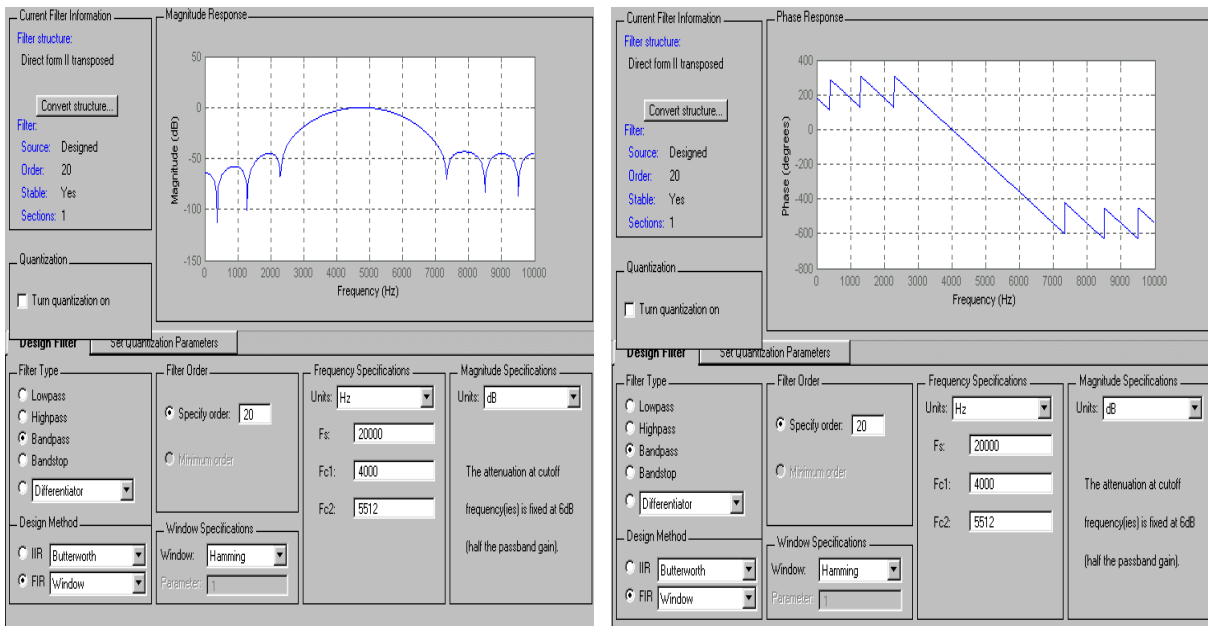 Current Filter Information
Filter structure:
Direct form II transposed
Convert structure...
Filter:
Source: Designed
Order: 20
Stable: Yes
Sections: 1
Quantization
Turn quantization on
Magnitude Response
50
0
-50
-100
-150
Magnitude (dB)
0 1000 2000 3000 4000 5000 6000 7000 8000 9000 10000
Frequency (Hz)
Design Filter
Set Quantization Parameters
Filter Type
Lowpass
Highpass
Bandpass
Bandstop
Differentiator
Design Method
IIR Butterworth
FIR Window
Filter Order
Specify order: 20
Minimum order
Window Specifications
Window: Hamming
Parameter: 1
Frequency Specifications
Units: Hz
Fs: 20000
Fc1: 4000
Fc2: 5512
Magnitude Specifications
Units: dB
The attenuation at cutoff
frequency(ies) is fixed at 6dB
(half the passband gain).
Current Filter Information
Filter structure:
Direct form II transposed
Convert structure...
Filter:
Source: Designed
Order: 20
Stable: Yes
Sections: 1
Quantization
Turn quantization on
Phase Response
400
200
0
-200
-400
-600
-800
Phase (degrees)
0 1000 2000 3000 4000 5000 6000 7000 8000 9000 10000
Frequency (Hz)
Design Filter
Set Quantization Parameters
Filter Type
Lowpass
Highpass
Bandpass
Bandstop
Differentiator
Design Method
IIR Butterworth
FIR Window
Filter Order
Specify order: 20
Minimum order
Window Specifications
Window: Hamming
Parameter: 1
Frequency Specifications
Units: Hz
Fs: 20000
Fc1: 4000
Fc2: 5512
Magnitude Specifications
Units: dB
The attenuation at cutoff
frequency(ies) is fixed at 6dB
(half the passband gain).